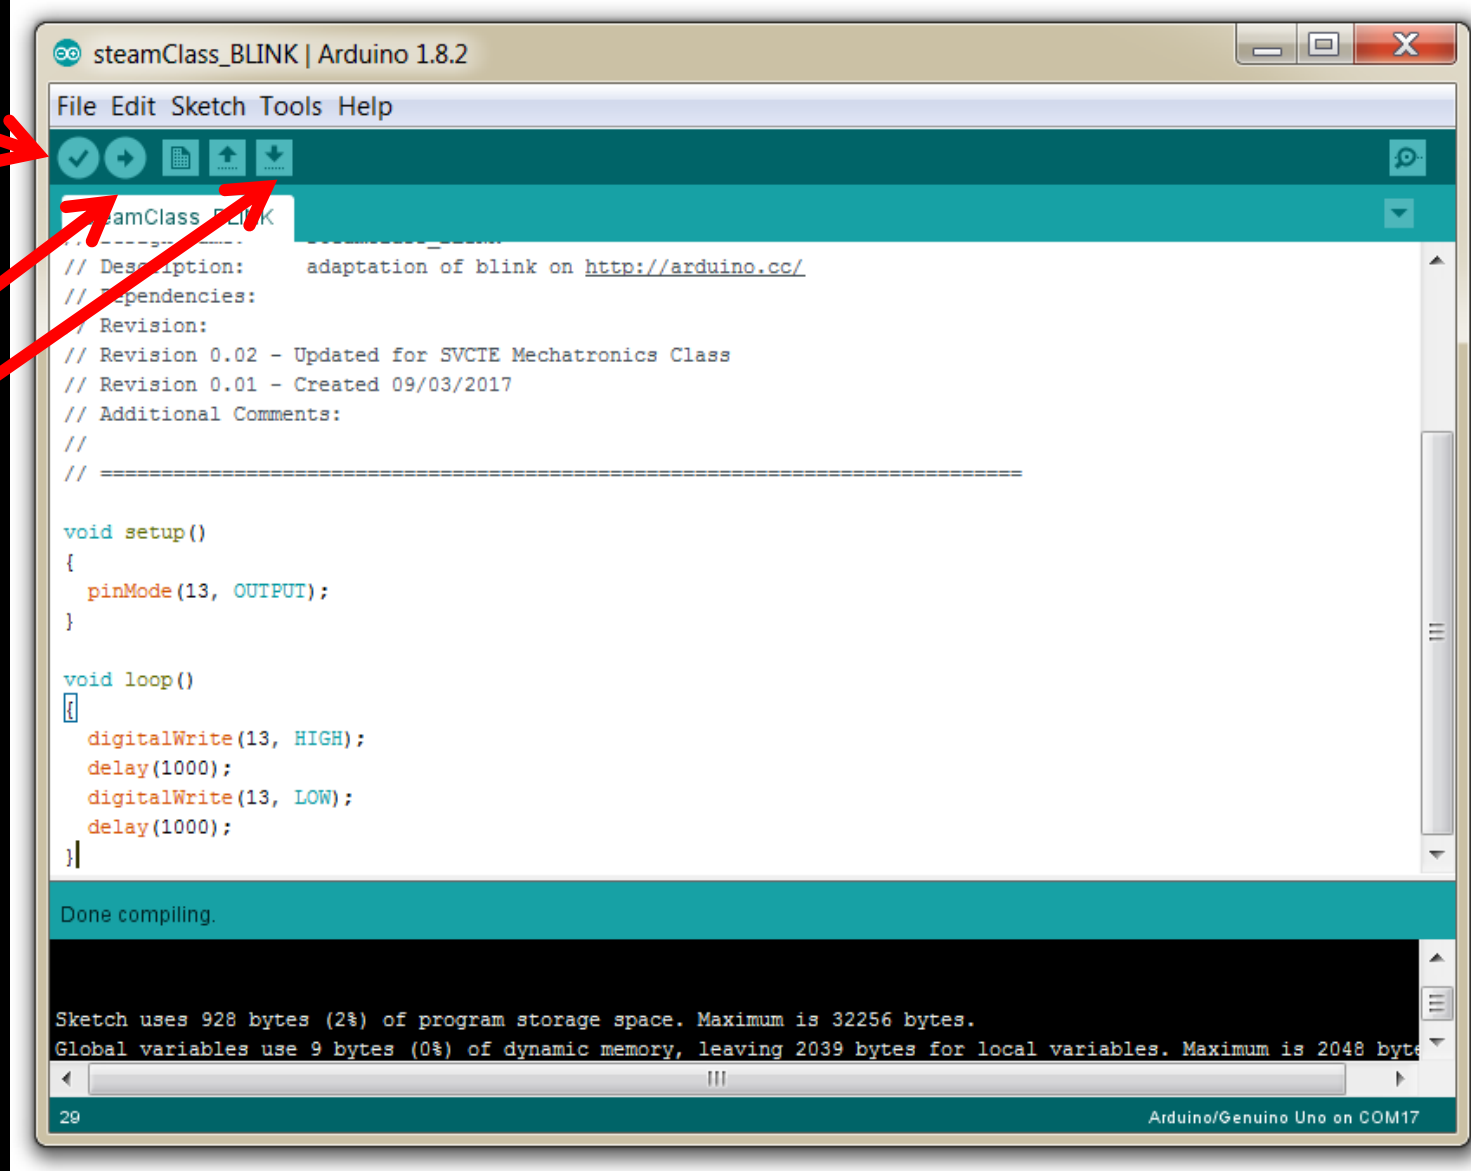 steamClass_BLINK | Arduino 1.8.2
File Edit Sketch Tools Help
// Description: adaptation of blink on http://arduino.cc/
// Dependencies:
// Revision:
// Revision 0.02 - Updated for SVCTE Mechatronics Class
// Revision 0.01 - Created 09/03/2017
// Additional Comments:
//
// ============================================================================
void setup()
{
  pinMode(13, OUTPUT);
}
void loop()
{
  digitalWrite(13, HIGH);
  delay(1000);
  digitalWrite(13, LOW);
  delay(1000);
}
Done compiling.
Sketch uses 928 bytes (2%) of program storage space. Maximum is 32256 bytes.
Global variables use 9 bytes (0%) of dynamic memory, leaving 2039 bytes for local variables. Maximum is 2048 byte
29
Arduino/Genuino Uno on COM17